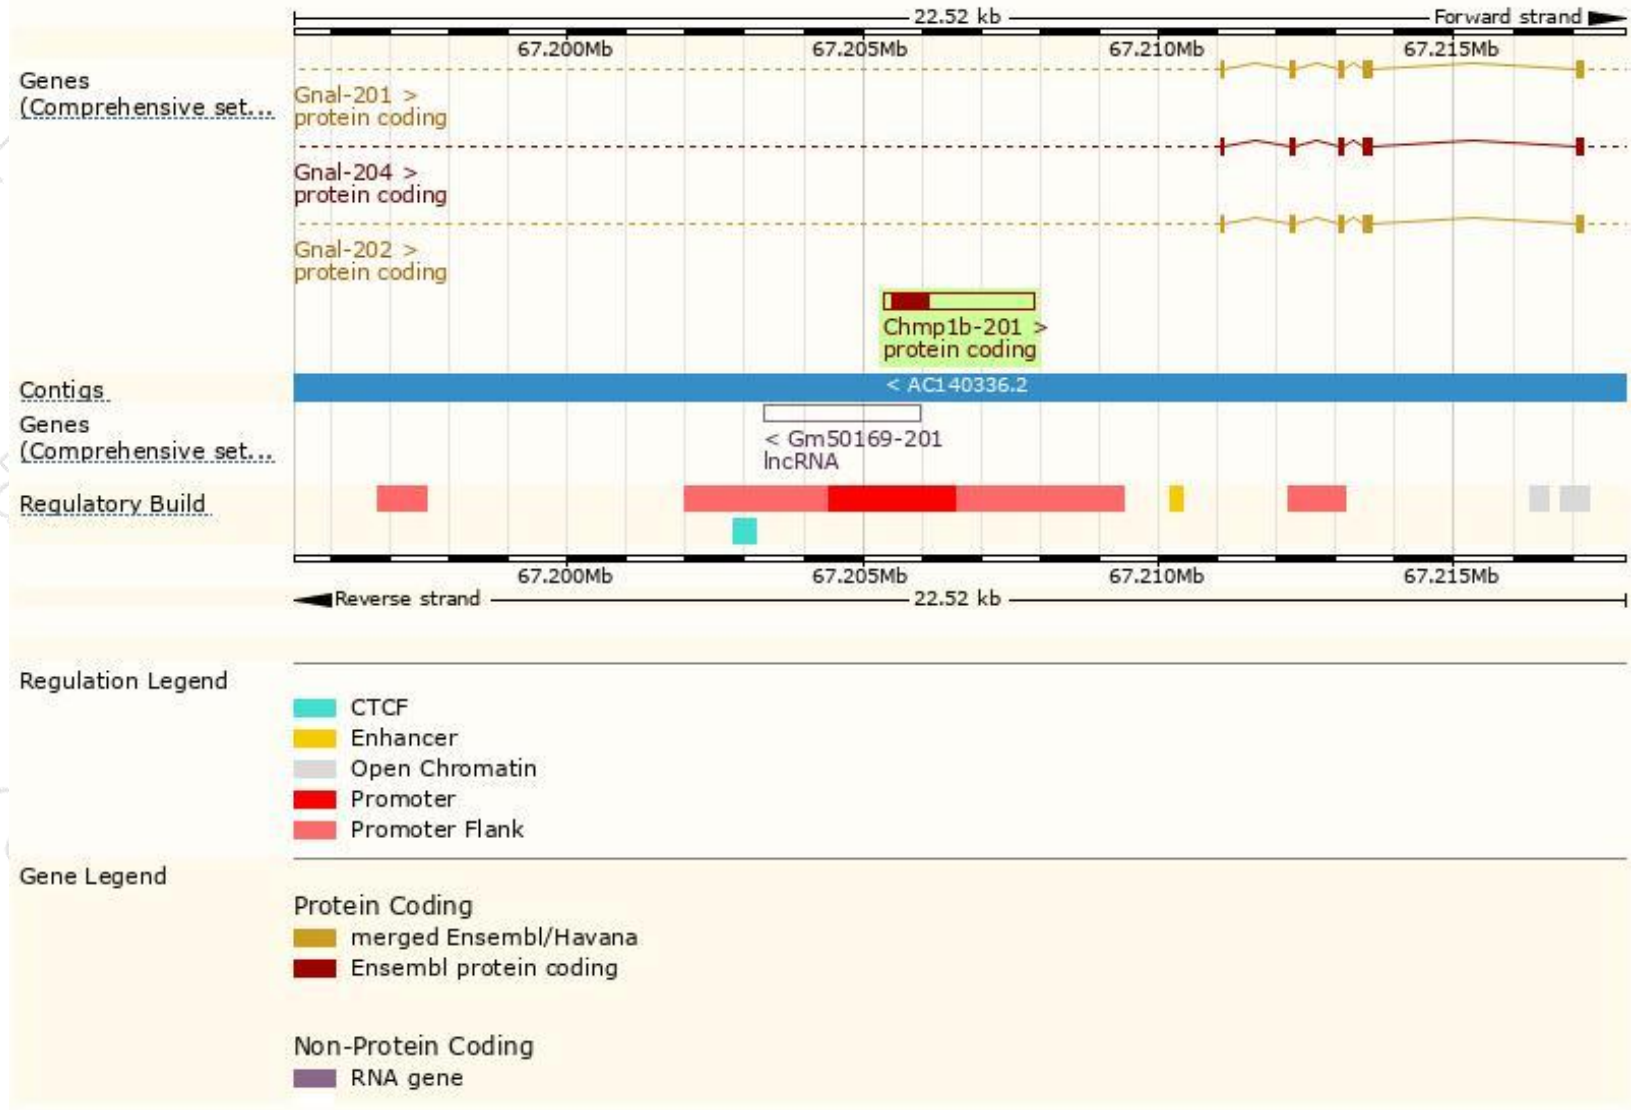 22.52 kb Forward strand
67.200Mb 67.205Mb 67.210Mb 67.215Mb
Genes
(Comprehensive set...
Gnal-201 >
protein coding
Gnal-204 >
protein coding
Gnal-202 >
protein coding
Chmp1b-201 >
protein coding
Contigs
< AC140336.2
Genes
(Comprehensive set...
< Gm50169-201
lncRNA
Regulatory Build
67.200Mb 67.205Mb 67.210Mb 67.215Mb
Reverse strand 22.52 kb
Regulation Legend
CTCF
Enhancer
Open Chromatin
Promoter
Promoter Flank
Gene Legend
Protein Coding
merged Ensembl/Havana
Ensembl protein coding
Non-Protein Coding
RNA gene